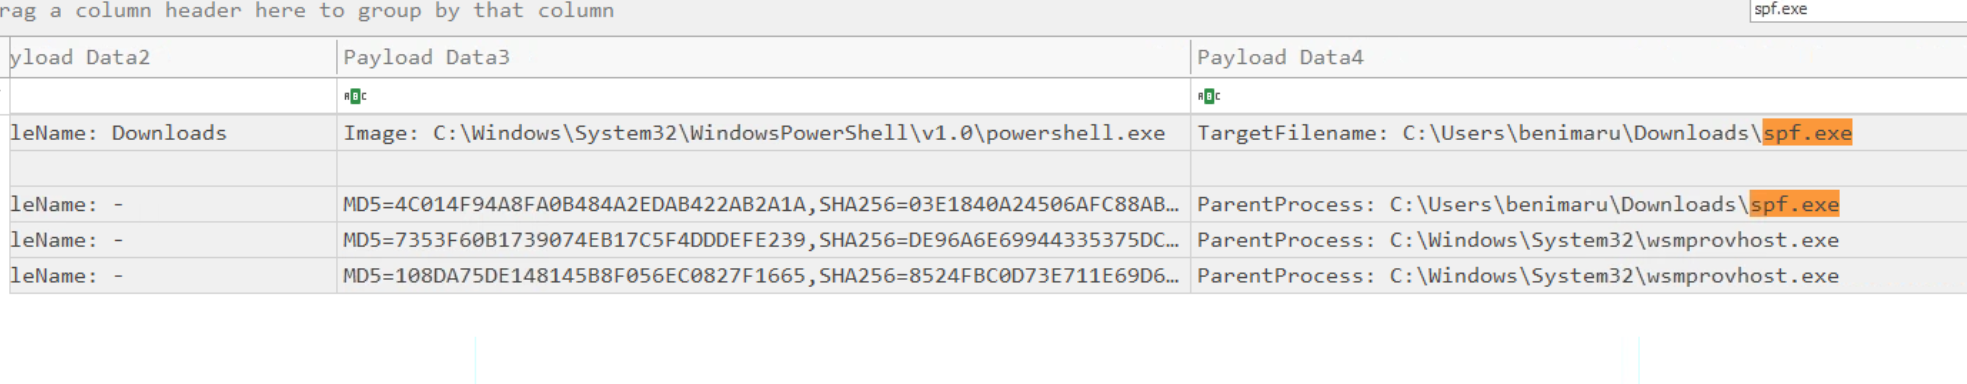 rag a column header here to group by that column
spf.exe
yload Data2 Payload Data3 Payload Data4
ABC ABC
leName: Downloads Image: C:\Windows\System32\WindowsPowerShell\v1.0\powershell.exe TargetFilename: C:\Users\benimaru\Downloads\spf.exe
leName: - MD5=4C014F94A8FA0B484A2EDAB422AB2A1A,SHA256=03E1840A24506AFC88AB… ParentProcess: C:\Users\benimaru\Downloads\spf.exe
leName: - MD5=7353F60B1739074EB17C5F4DDDEFE239,SHA256=DE96A6E69944335375DC… ParentProcess: C:\Windows\System32\wsmprovhost.exe
leName: - MD5=108DA75DE148145B8F056EC0827F1665,SHA256=8524FBC0D73E711E69D6… ParentProcess: C:\Windows\System32\wsmprovhost.exe